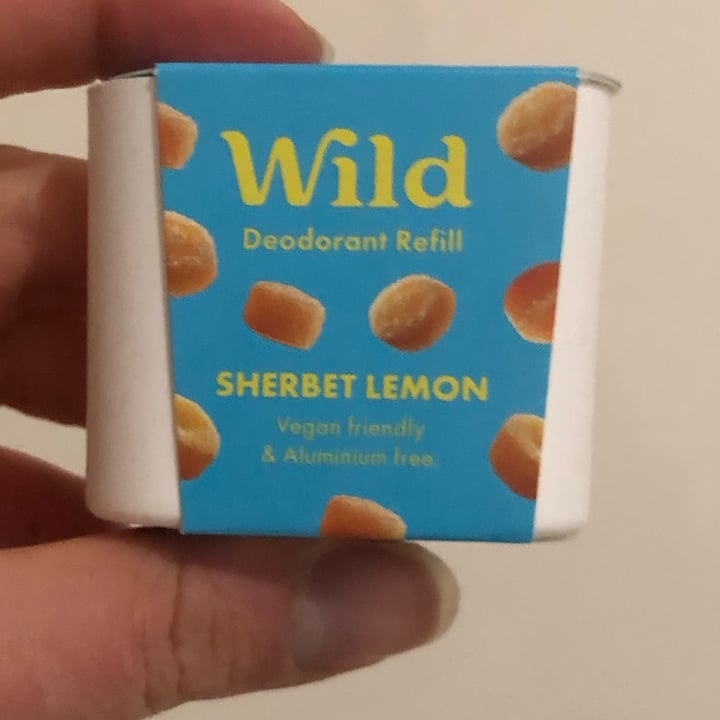 Wild
Deodorant Refill
SHERBET LEMON
Vegan friendly
& Aluminium free